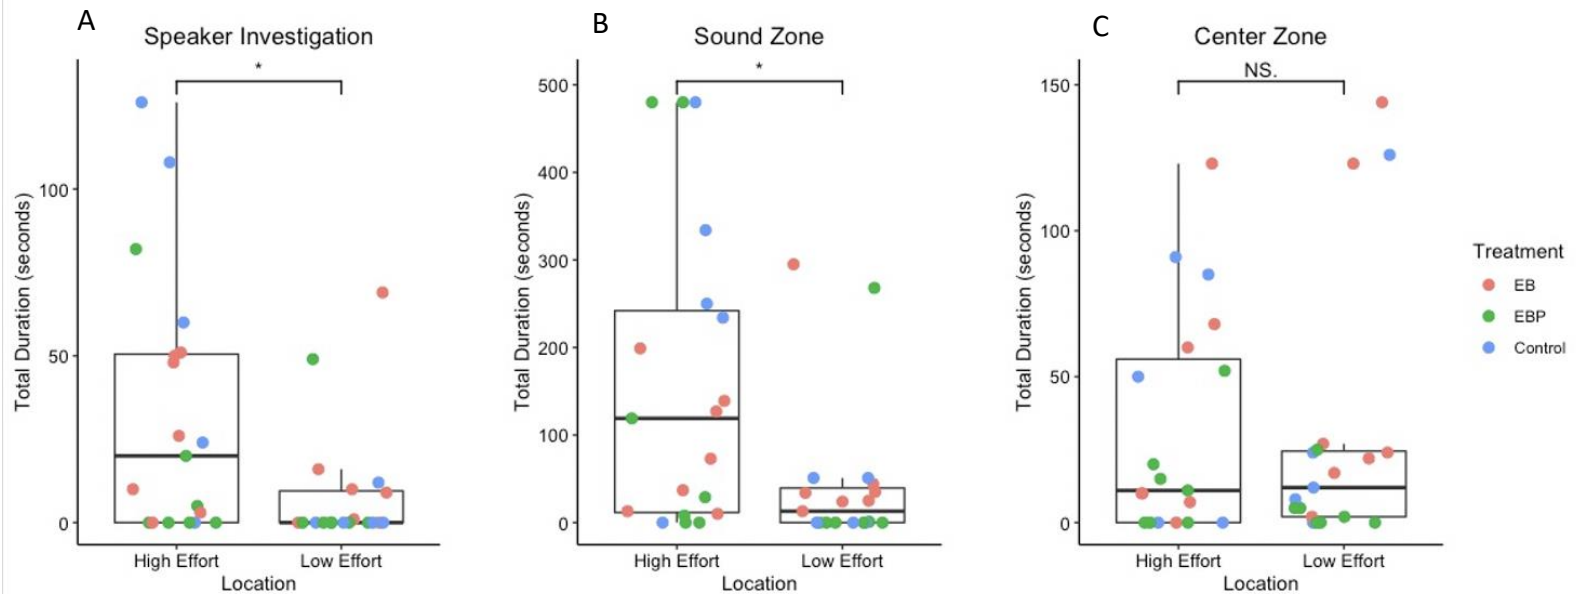 A
Speaker Investigation
*
Total Duration (seconds)
100
50
0
High Effort Low Effort
Location
B
Sound Zone
*
Total Duration (seconds)
500
400
300
200
100
0
High Effort Low Effort
Location
C
Center Zone
NS.
Total Duration (seconds)
150
100
50
0
High Effort Low Effort
Location
Treatment
EB
EBP
Control